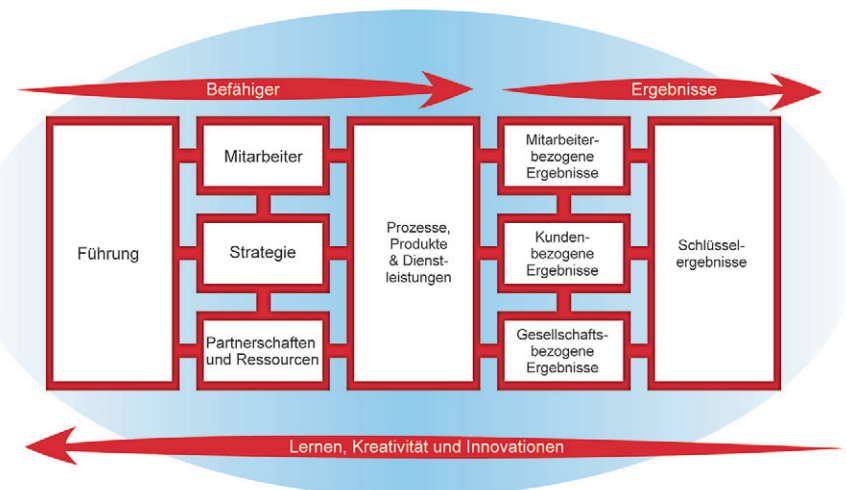 Befähiger
Ergebnisse
Führung
Mitarbeiter
Strategie
Partnerschaften
und Ressourcen
Prozesse,
Produkte
& Dienst-
leistungen
Mitarbeiter-
bezogene
Ergebnisse
Kunden-
bezogene
Ergebnisse
Gesellschafts-
bezogene
Ergebnisse
Schlüssel-
ergebnisse
Lernen, Kreativität und Innovationen